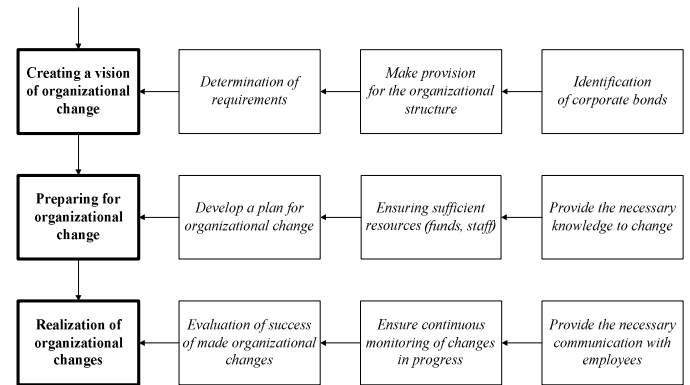 Creating a vision
of organizational
change
Determination of
requirements
Make provision
for the organizational
structure
Identification
of corporate bonds
Preparing for
organizational
change
Develop a plan for
organizational change
Ensuring sufficient
resources (funds, staff)
Provide the necessary
knowledge to change
Realization of
organizational
changes
Evaluation of success
of made organizational
changes
Ensure continuous
monitoring of changes
in progress
Provide the necessary
communication with
employees